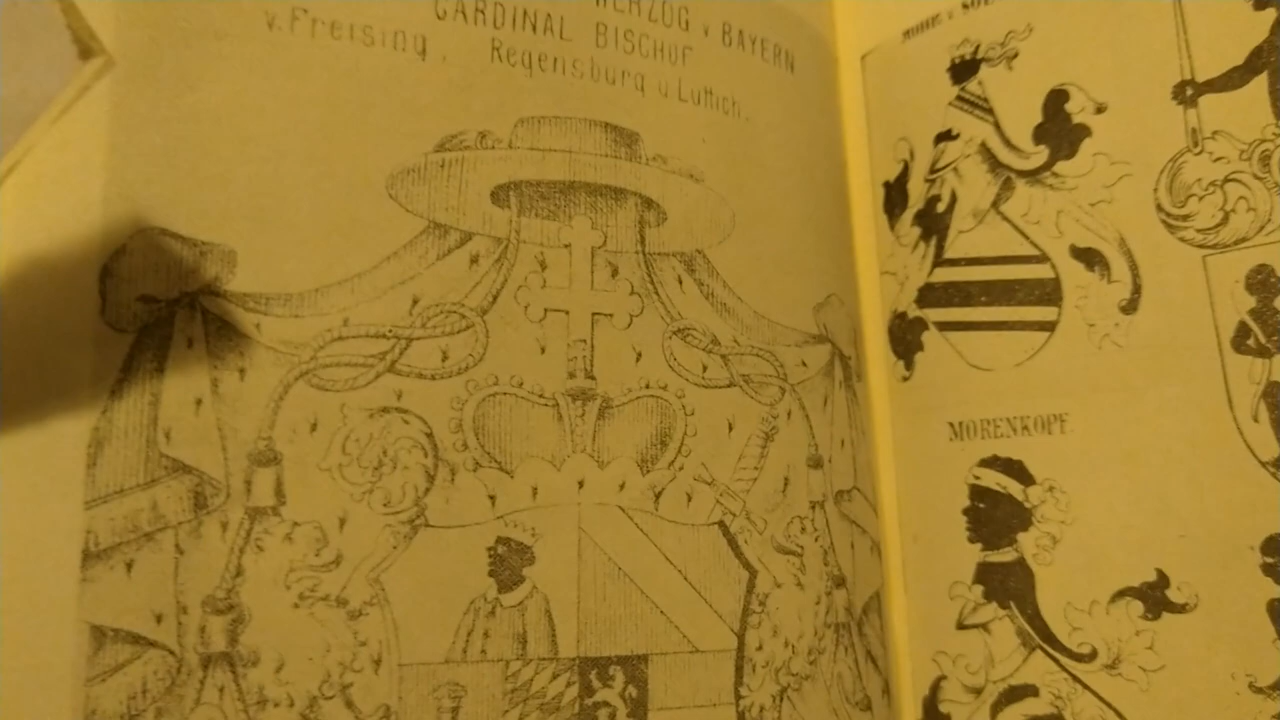 HERZOG v BAYERN
CARDINAL BISCHOF
v. Freising, Regensburg u Luttich.
MORENKOPF.